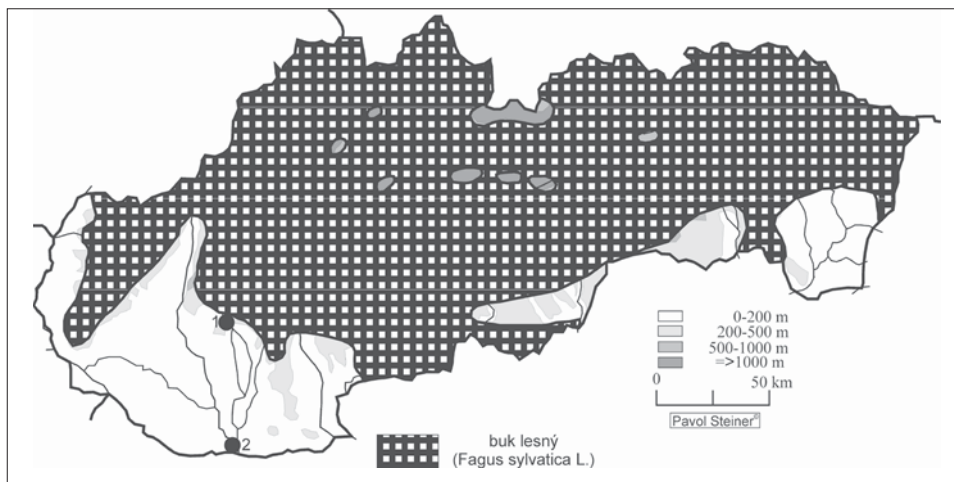 1
2
0-200 m
200-500 m
500-1000 m
=>1000 m
0 50 km
Pavol Steiner®
buk lesný
(Fagus sylvatica L.)